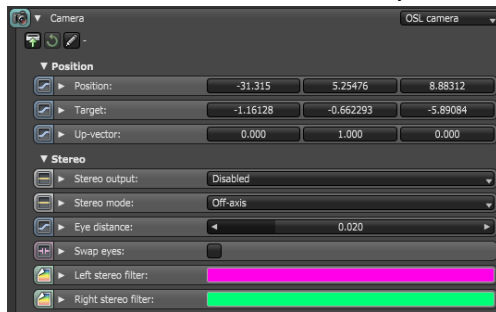 Camera OSL camera
Position
Position: -31.315 5.25476 8.88312
Target: -1.16128 -0.662293 -5.89084
Up-vector: 0.000 1.000 0.000
Stereo
Stereo output: Disabled
Stereo mode: Off-axis
Eye distance: 0.020
Swap eyes:
Left stereo filter:
Right stereo filter: